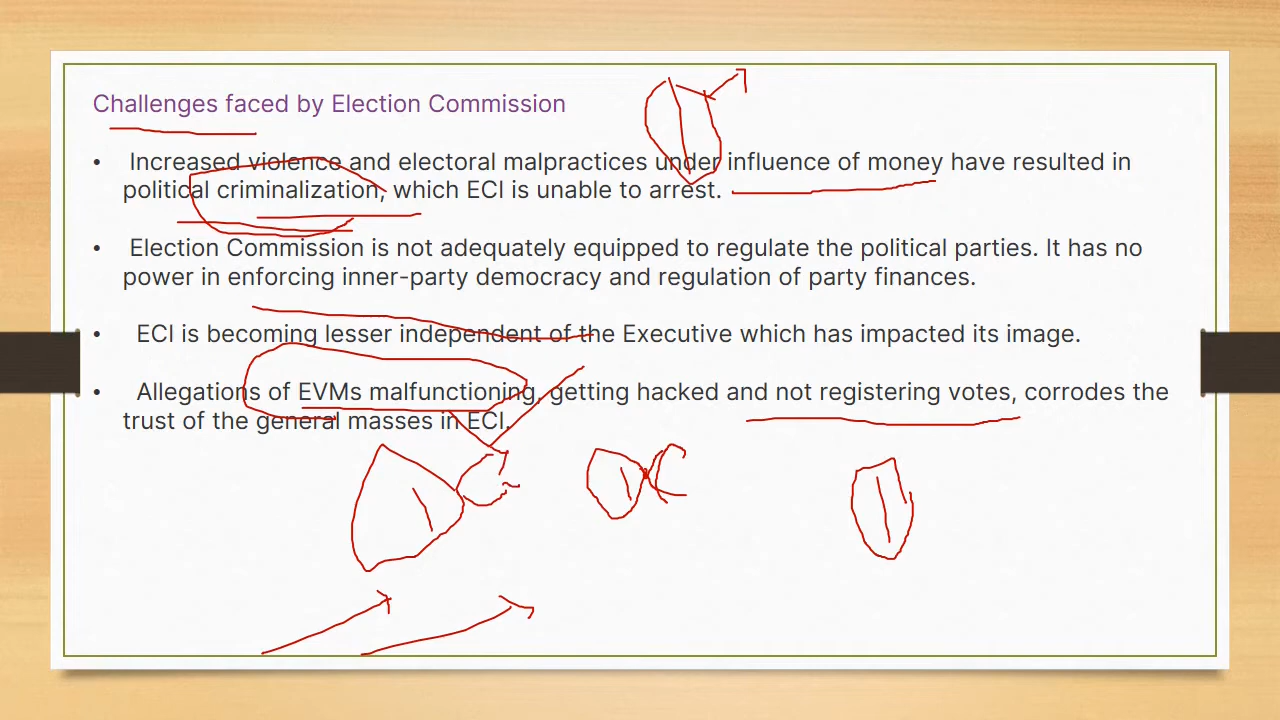 Challenges faced by Election Commission
• Increased violence and electoral malpractices under influence of money have resulted in
political criminalization, which ECI is unable to arrest.
• Election Commission is not adequately equipped to regulate the political parties. It has no
power in enforcing inner-party democracy and regulation of party finances.
• ECI is becoming lesser independent of the Executive which has impacted its image.
• Allegations of EVMs malfunctioning, getting hacked and not registering votes, corrodes the
trust of the general masses in ECI.